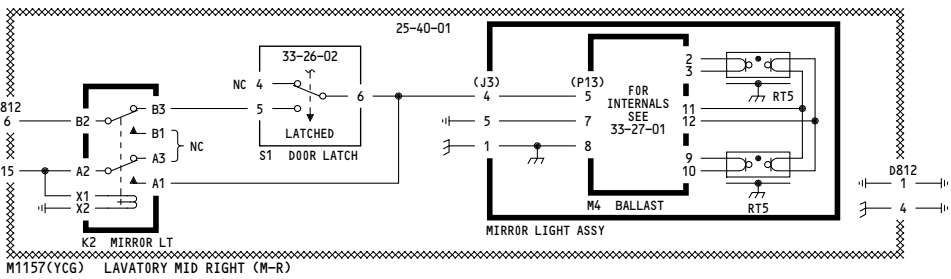 25-40-01
33-26-02
NC 4
5
6
LATCHED
S1 DOOR LATCH
812
6
15
B2
B3
B1
NC
A3
A2
A1
X1
X2
K2 MIRROR LT
(J3)
4
5
1
(P13)
5
7
8
FOR
INTERNALS
SEE
33-27-01
2
3
11
12
9
10
M4 BALLAST
RT5
RT5
MIRROR LIGHT ASSY
D812
1
4
M1157(YCG) LAVATORY MID RIGHT (M-R)